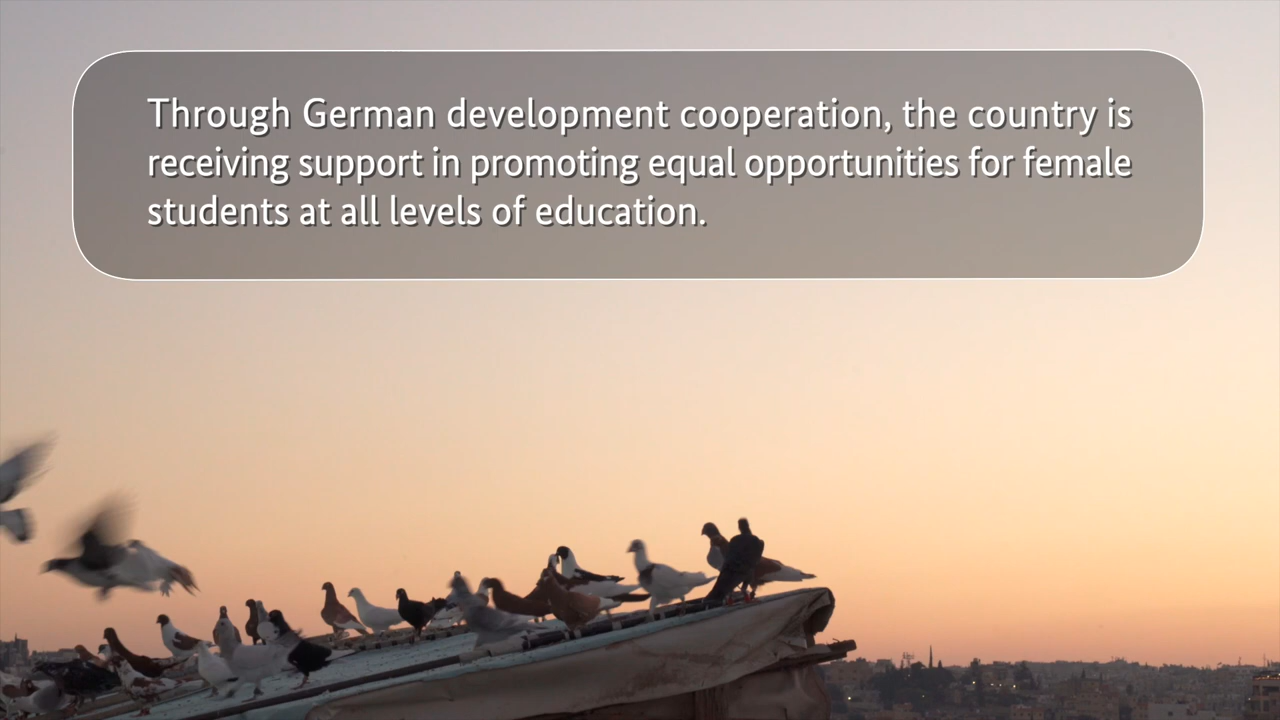 Through German development cooperation, the country is
receiving support in promoting equal opportunities for female
students at all levels of education.